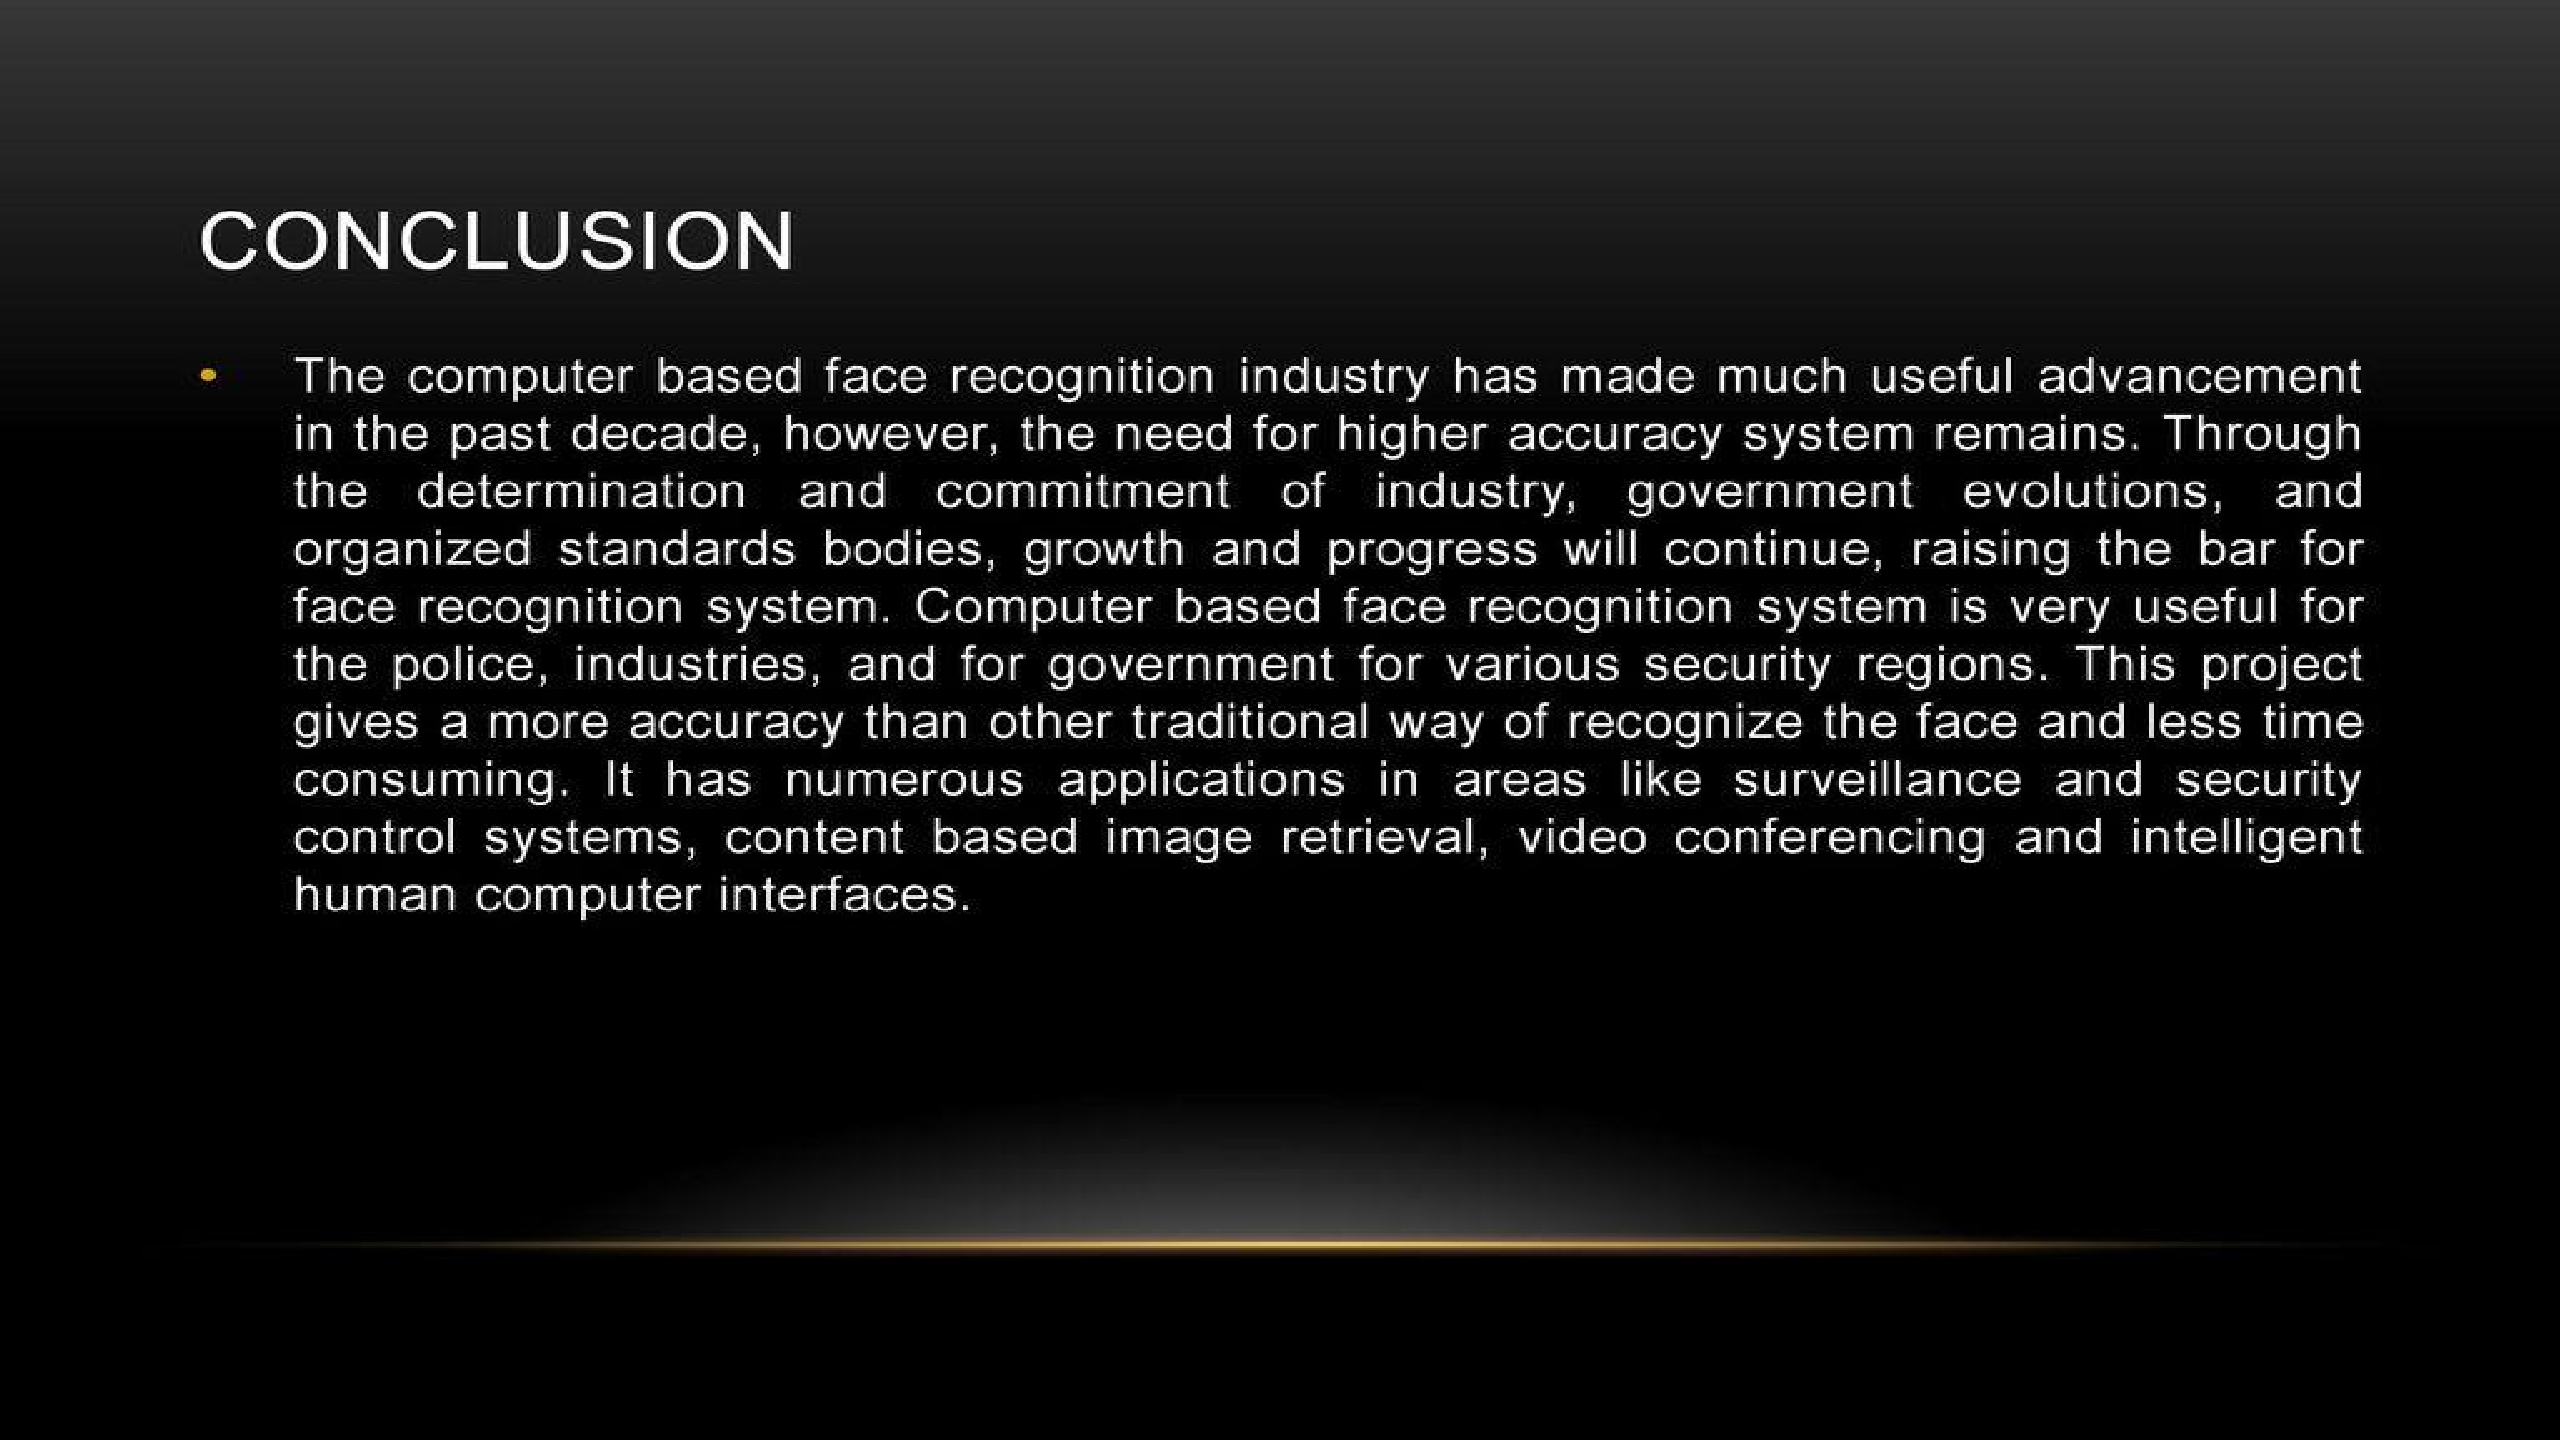 CONCLUSION
• The computer based face recognition industry has made much useful advancement
in the past decade, however, the need for higher accuracy system remains. Through
the determination and commitment of industry, government evolutions, and
organized standards bodies, growth and progress will continue, raising the bar for
face recognition system. Computer based face recognition system is very useful for
the police, industries, and for government for various security regions. This project
gives a more accuracy than other traditional way of recognize the face and less time
consuming. It has numerous applications in areas like surveillance and security
control systems, content based image retrieval, video conferencing and intelligent
human computer interfaces.